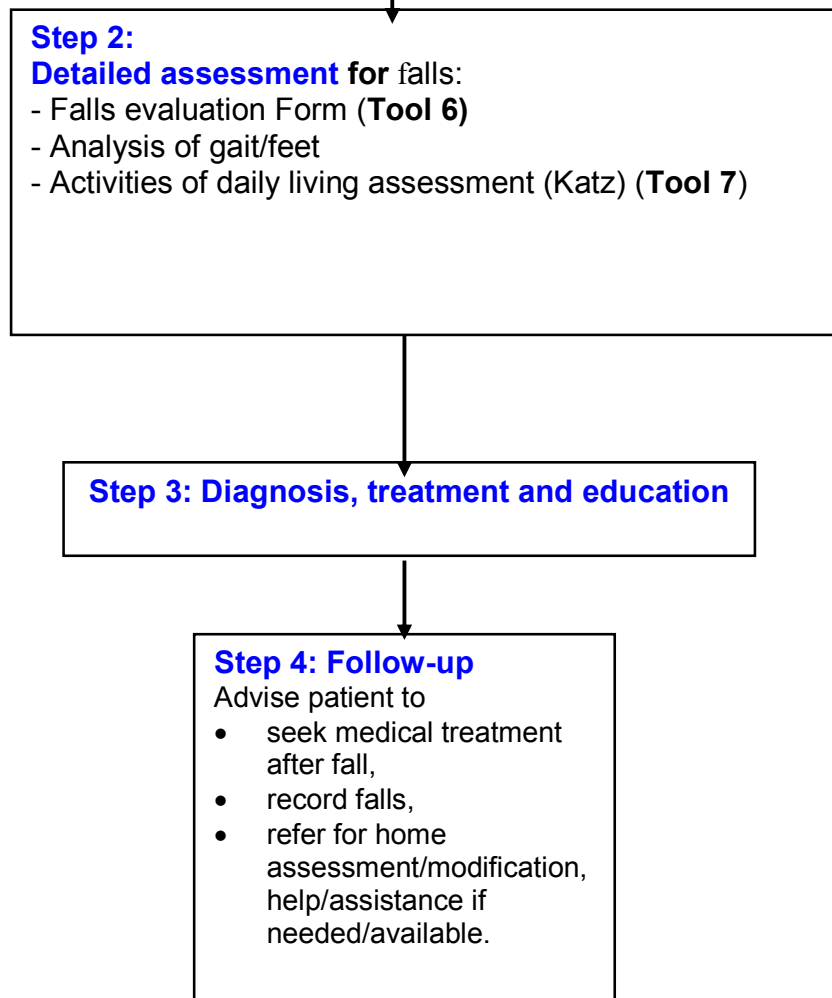 Step 2:
Detailed assessment for falls:
- Falls evaluation Form (Tool 6)
- Analysis of gait/feet
- Activities of daily living assessment (Katz) (Tool 7)
Step 3: Diagnosis, treatment and education
Step 4: Follow-up
Advise patient to
• seek medical treatment
after fall,
• record falls,
• refer for home
assessment/modification,
help/assistance if
needed/available.